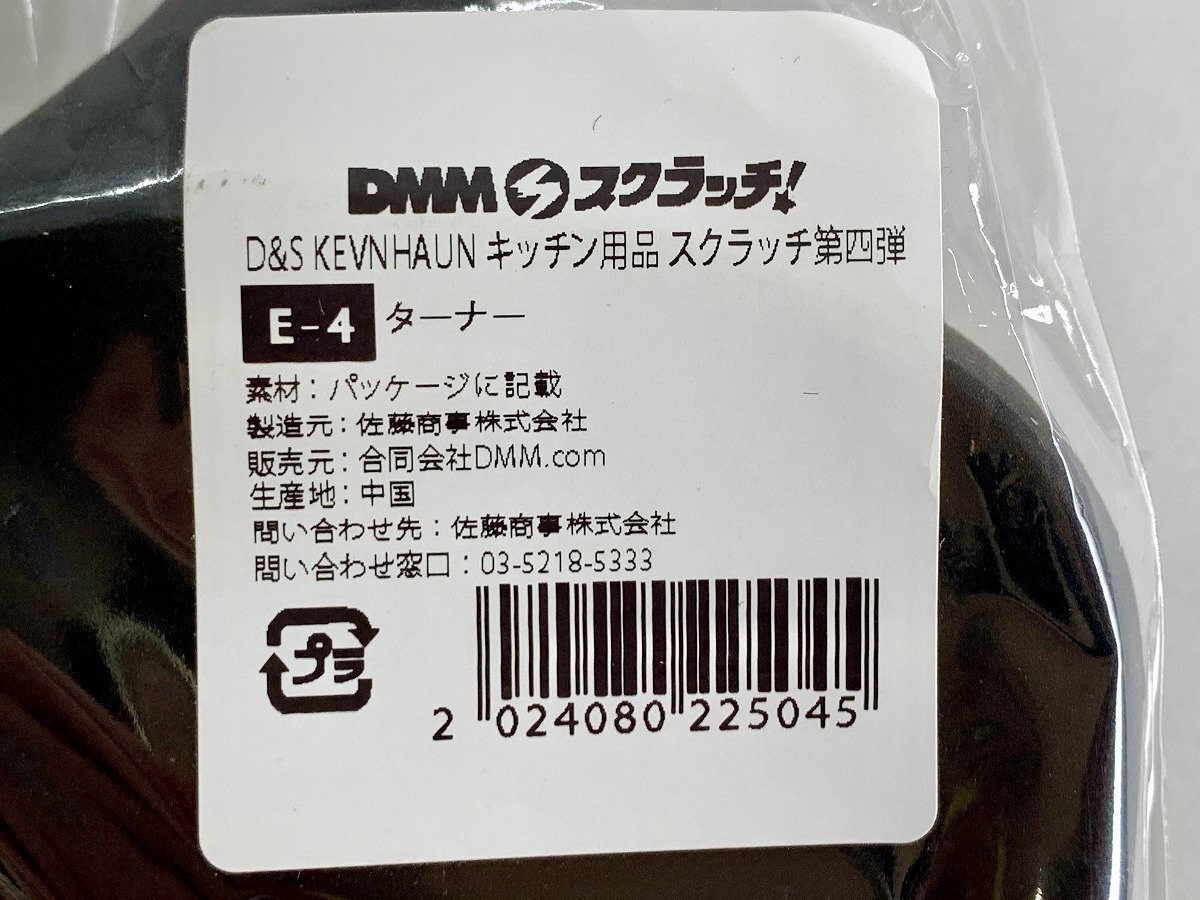 DMM スクラッチ!
D&S KEVNHAUN キッチン用品 スクラッチ第四弾
E-4 ターナー
素材：パッケージに記載
製造元：佐藤商事株式会社
販売元：合同会社DMM.com
生産地：中国
問い合わせ先：佐藤商事株式会社
問い合わせ窓口：03-5218-5333
プラ
2 024080 225045